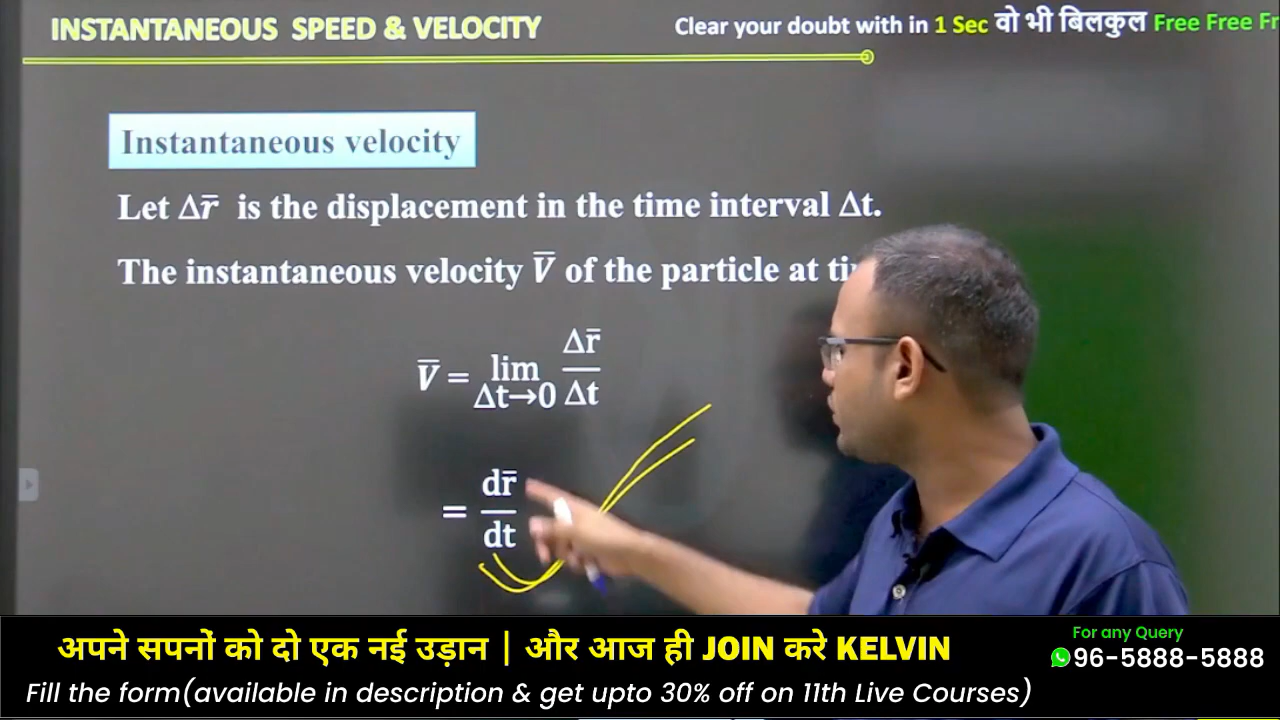 INSTANTANEOUS SPEED & VELOCITY
Clear your doubt with in 1 Sec वो भी बिलकुल Free Free
Instantaneous velocity
Let Δr̅ is the displacement in the time interval Δt.
The instantaneous velocity V̅ of the particle at
V̅ = lim Δt→0 Δr̅/Δt
= dr̅/dt
अपने सपनों को दो एक नई उड़ान | और आज ही JOIN करे KELVIN
Fill the form(available in description & get upto 30% off on 11th Live Courses)
For any Query
96-5888-5888